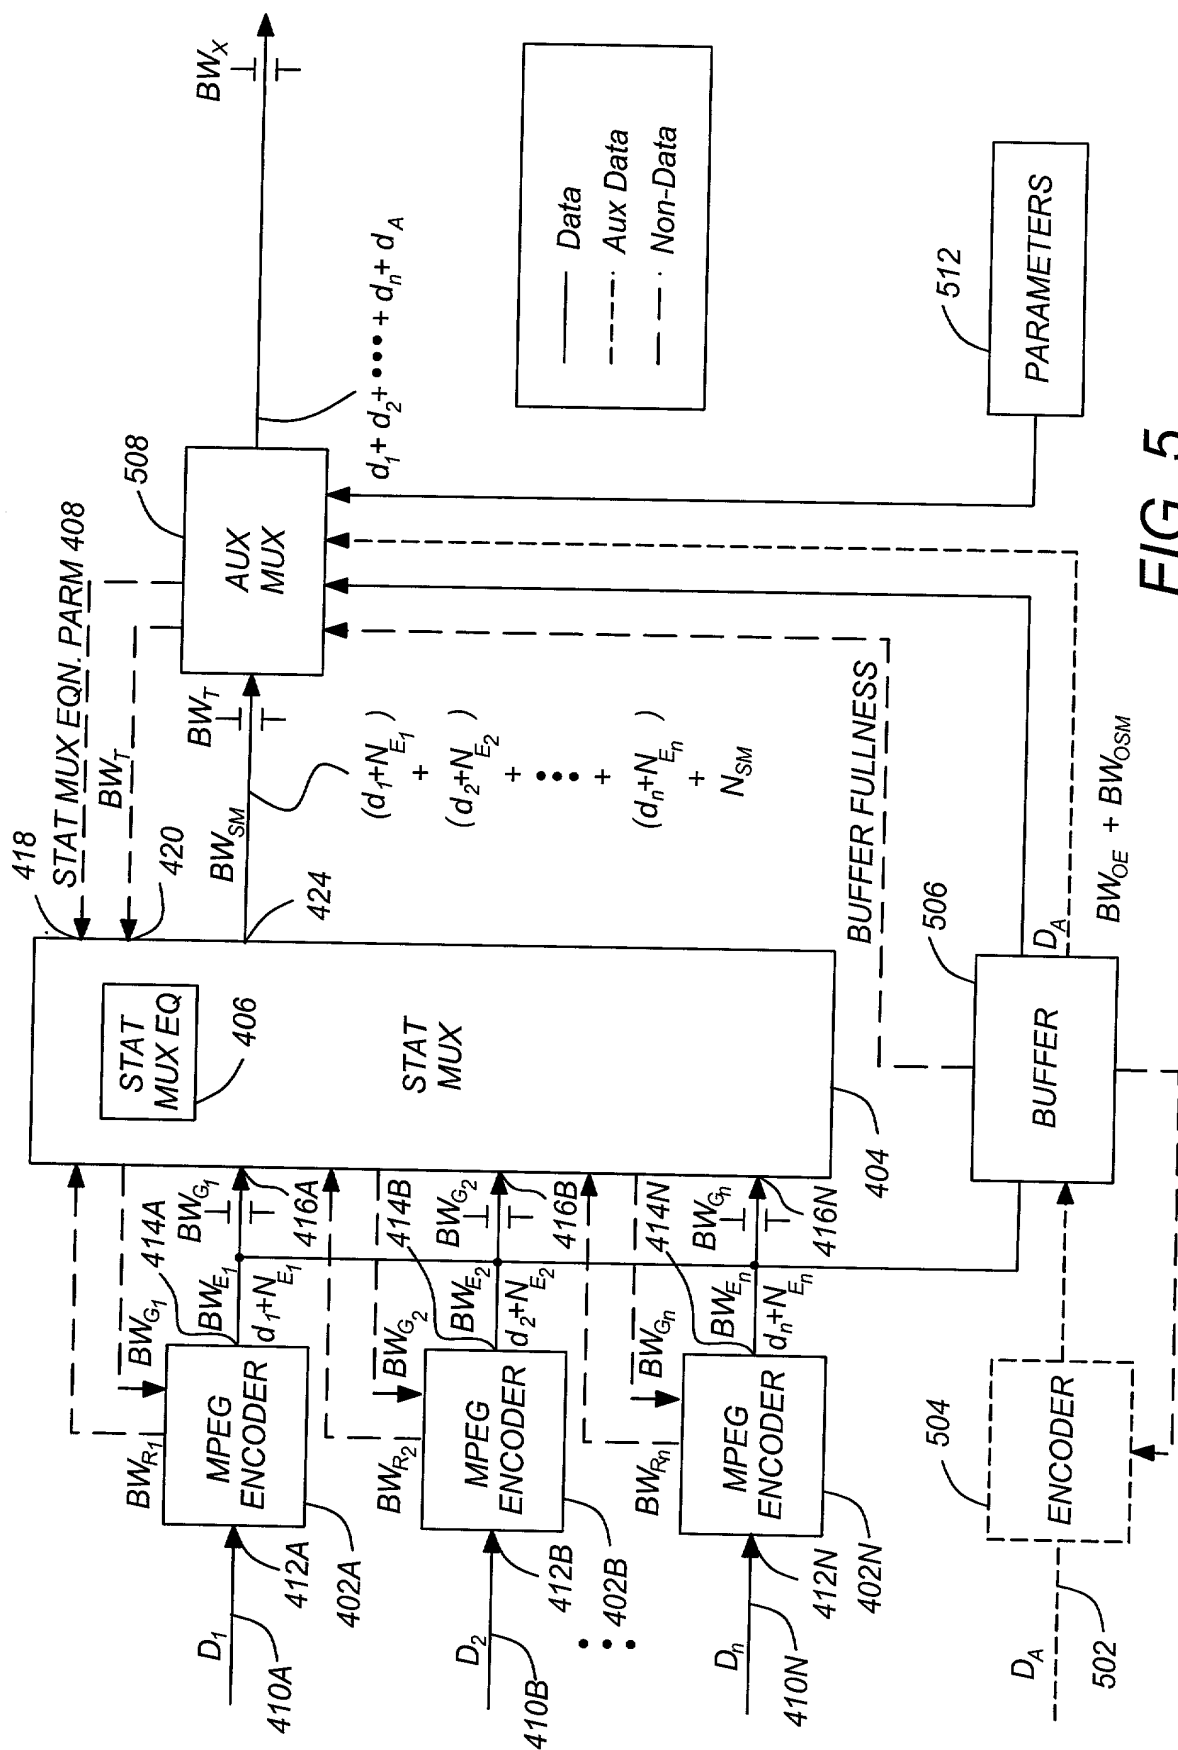 D1
410A
412A
402A
MPEG
ENCODER
BWR1
BWG1
414A
BWE1
d1+NE1
BWG1
416A
D2
410B
412B
402B
MPEG
ENCODER
BWR2
BWG2
414B
BWE2
d2+NE2
BWG2
416B
Dn
410N
412N
402N
MPEG
ENCODER
BWRn
BWGn
414N
BWEn
dn+NEn
BWGn
416N
DA
502
504
ENCODER
STAT
MUX EQ
406
STAT
MUX
404
418
STAT MUX EQN. PARM 408
BWT
420
BWSM
424
BWT
(d1+NE1)
+
(d2+NE2)
+
+
(dn+NEn)
+
NSM
BUFFER FULLNESS
506
BUFFER
DA
BWOE + BWOSM
508
AUX
MUX
d1+ d2+ •••• + dn+ dA
BWX
Data
Aux Data
Non-Data
512
PARAMETERS
FIG. 5